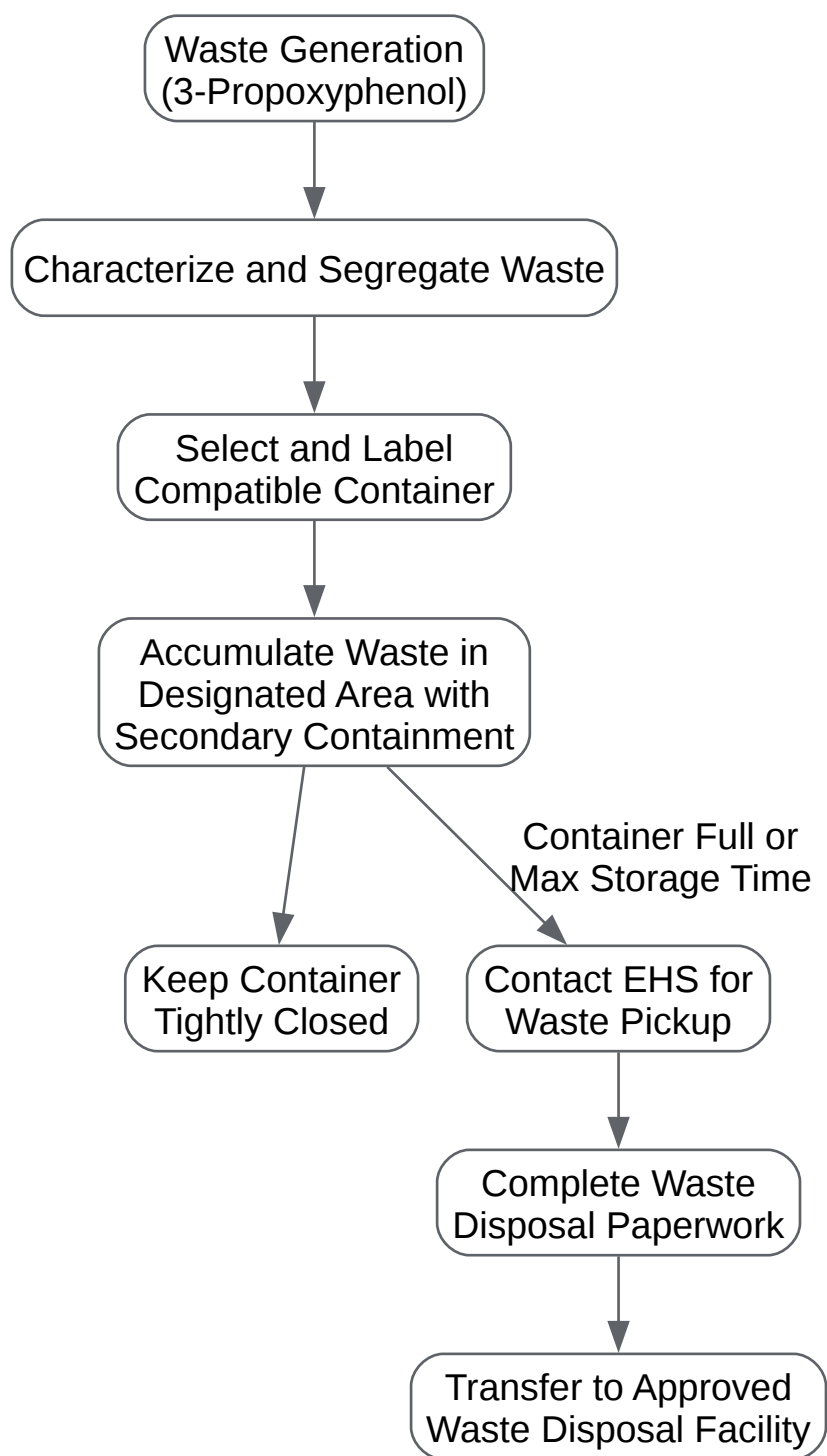 Waste Generation
(3-Propoxyphenol)
Characterize and Segregate Waste
Select and Label
Compatible Container
Accumulate Waste in
Designated Area with
Secondary Containment
Container Full or
Max Storage Time
Keep Container
Tightly Closed
Contact EHS for
Waste Pickup
Complete Waste
Disposal Paperwork
Transfer to Approved
Waste Disposal Facility